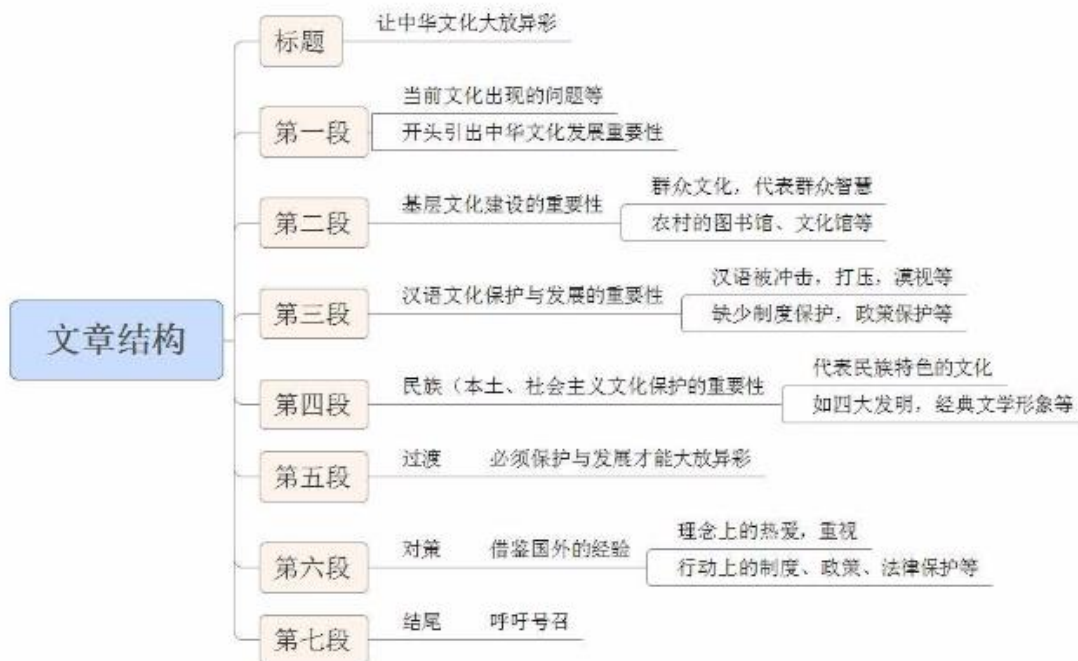 标题
让中华文化大放异彩
第一段
当前文化出现的问题等
开头引出中华文化发展重要性
第二段
基层文化建设的重要性
群众文化，代表群众智慧
农村的图书馆、文化馆等
文章结构
第三段
汉语文化保护与发展的重要性
汉语被冲击，打压，漠视等
缺少制度保护，政策保护等
第四段
民族（本土、社会主义文化保护的重要性
代表民族特色的文化
如四大发明，经典文学形象等
第五段
过渡 必须保护与发展才能大放异彩
第六段
对策 借鉴国外的经验
理念上的热爱，重视
行动上的制度、政策、法律保护等
第七段
结尾 呼吁号召